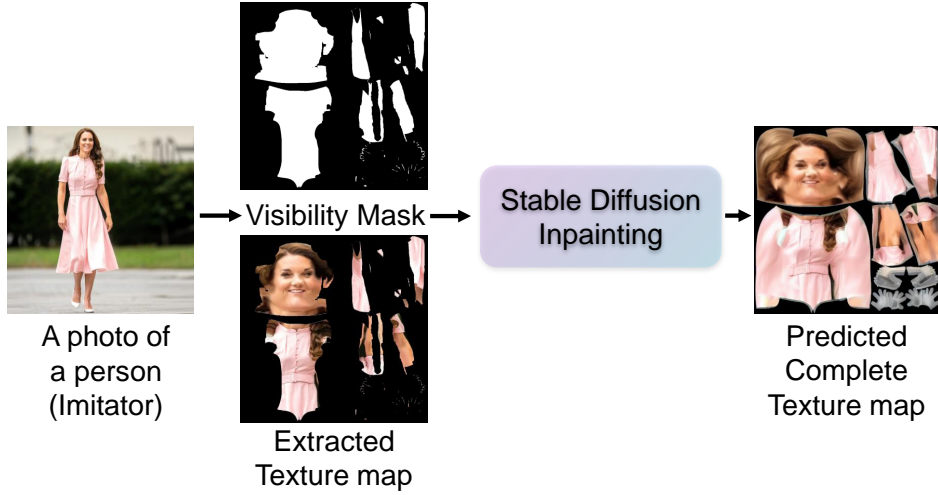 A photo of
a person
(Imitator)
Visibility Mask
Extracted
Texture map
Stable Diffusion
Inpainting
Predicted
Complete
Texture map